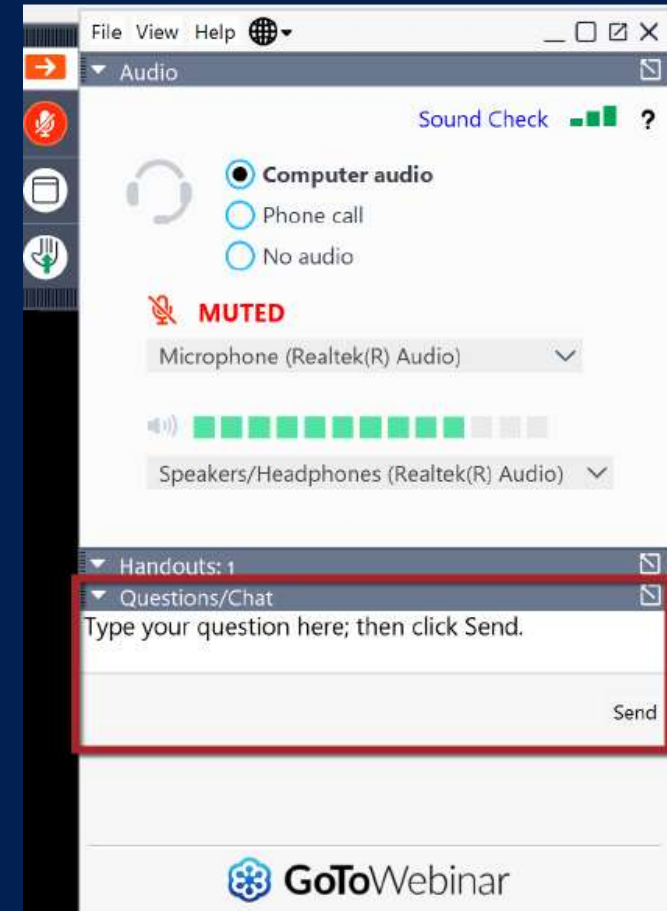 File View Help
Audio
Sound Check ?
Computer audio
Phone call
No audio
MUTED
Microphone (Realtek(R) Audio)
Speakers/Headphones (Realtek(R) Audio)
Handouts: 1
Questions/Chat
Type your question here; then click Send.
Send
GoToWebinar